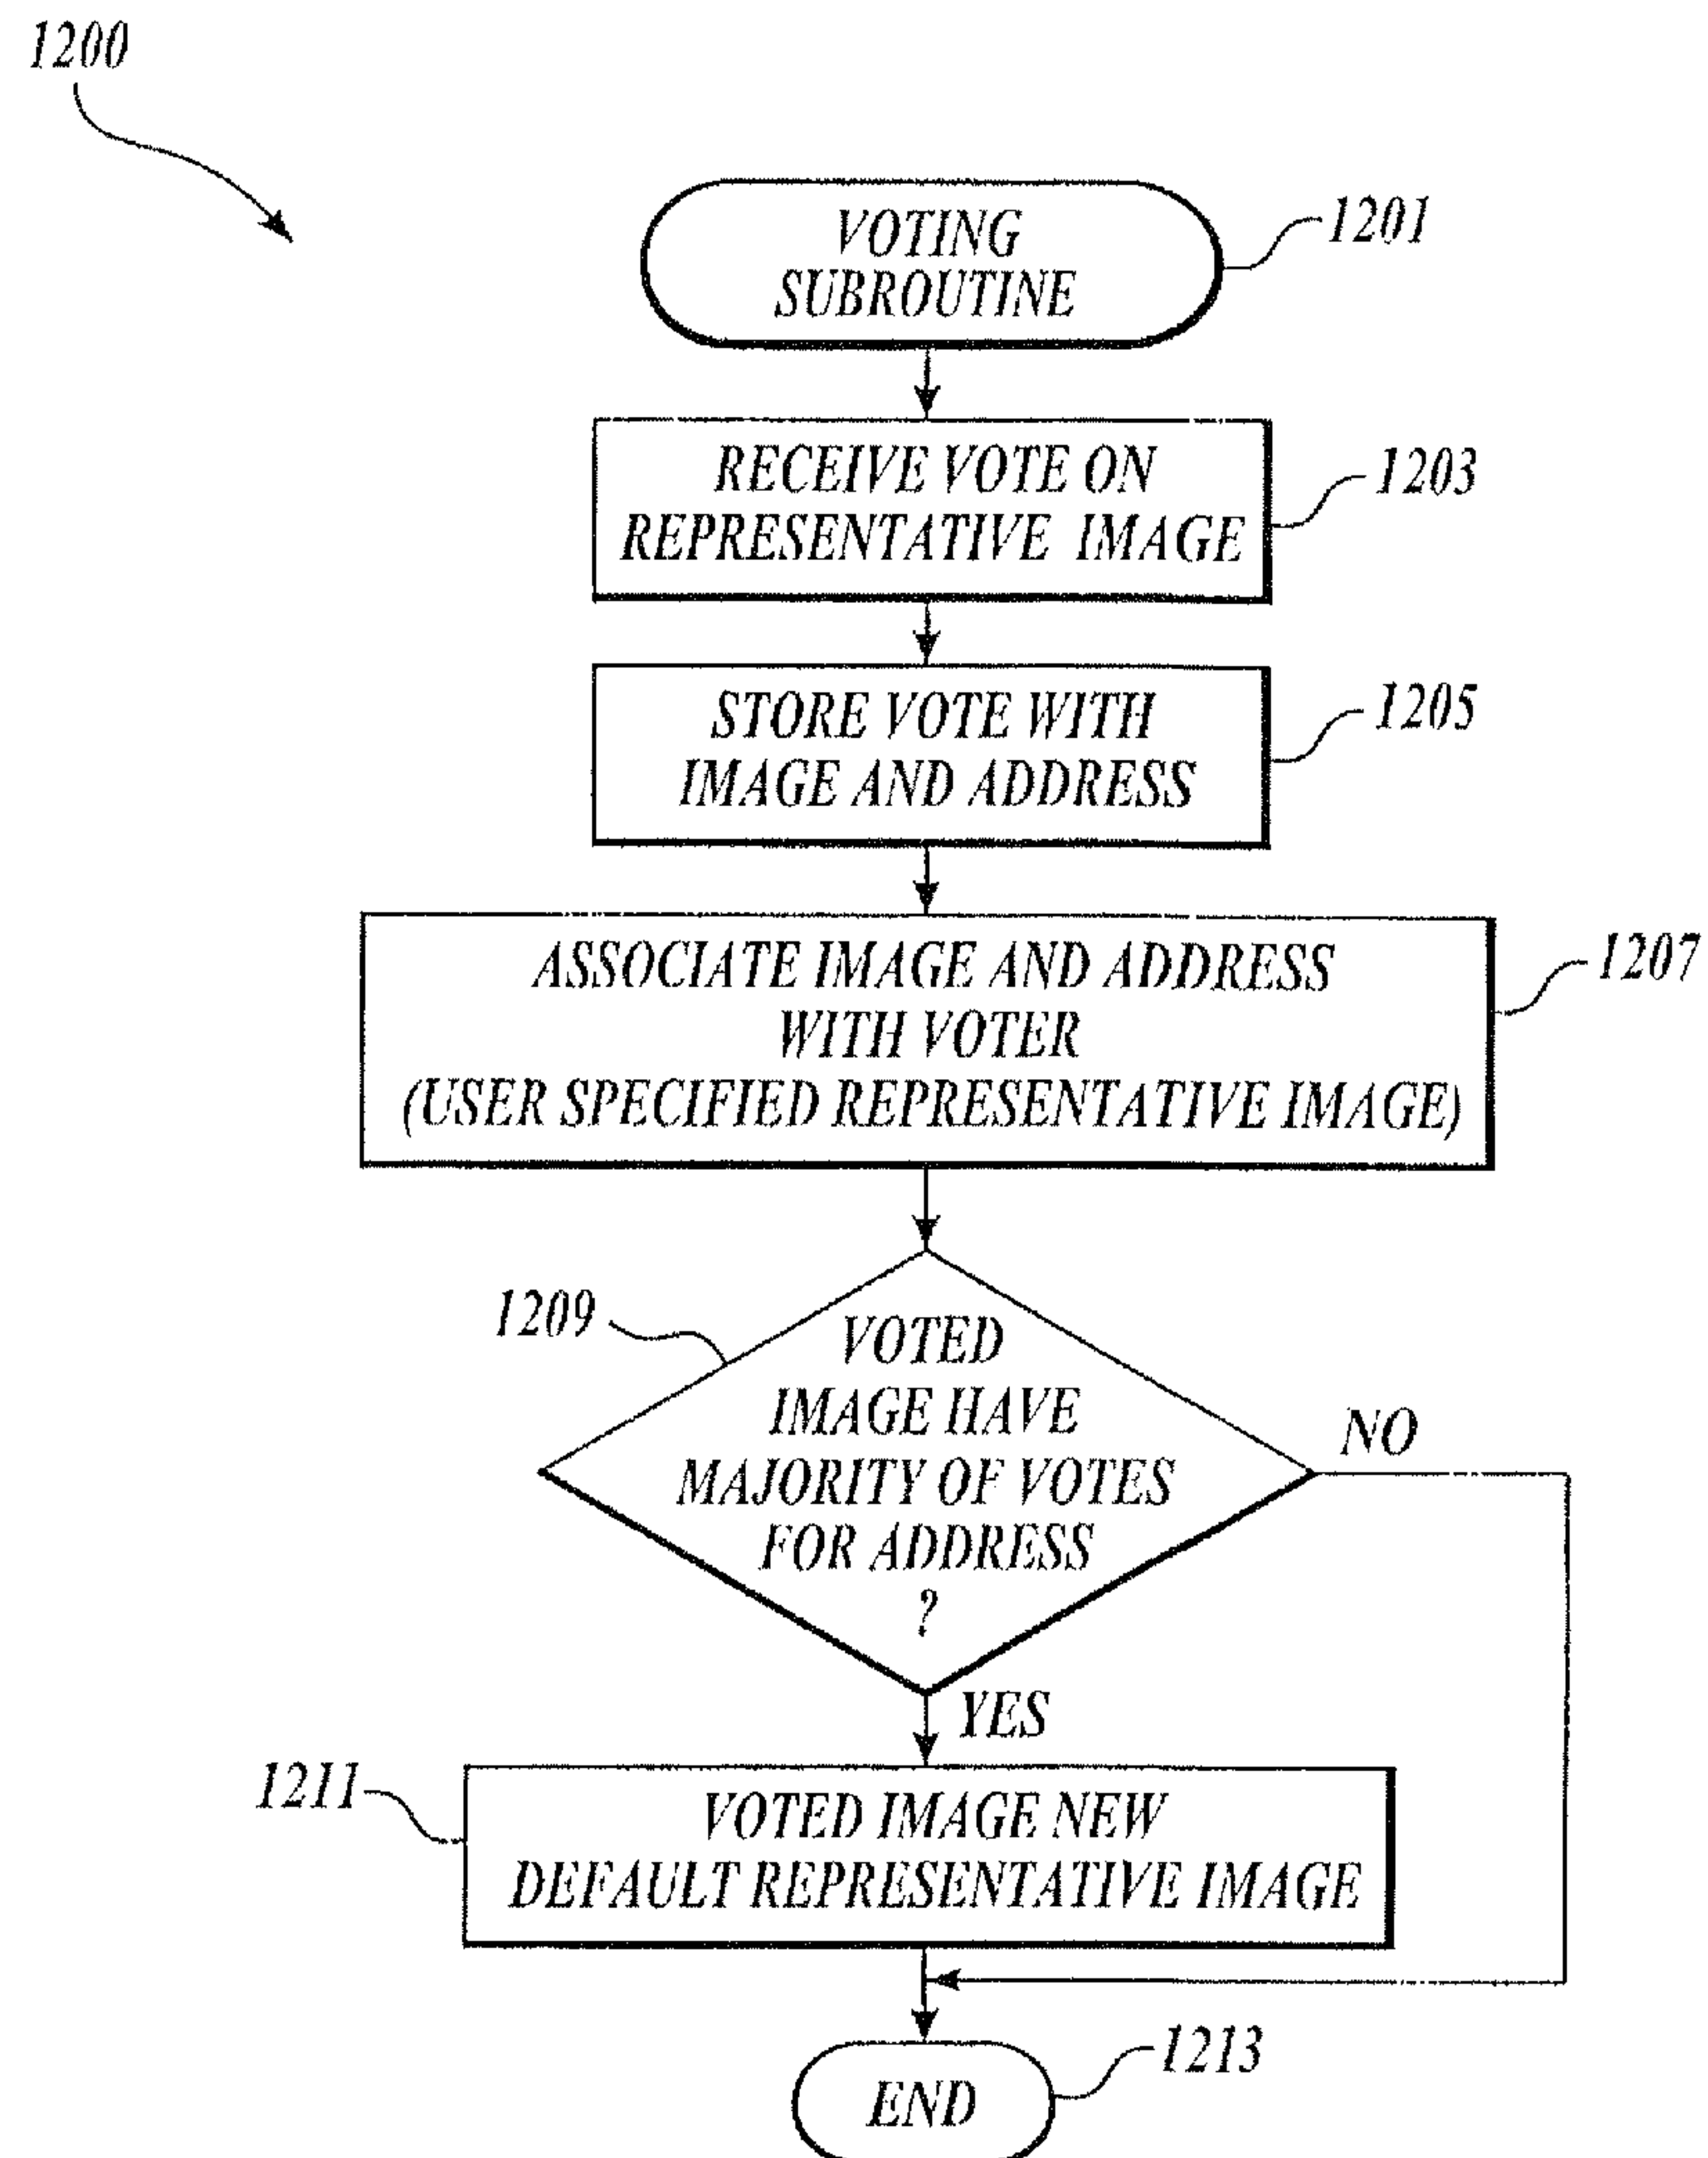 1200
VOTING
SUBROUTINE
1201
RECEIVE VOTE ON
REPRESENTATIVE IMAGE
1203
STORE VOTE WITH
IMAGE AND ADDRESS
1205
ASSOCIATE IMAGE AND ADDRESS
WITH VOTER
(USER SPECIFIED REPRESENTATIVE IMAGE)
1207
1209
VOTED
IMAGE HAVE
MAJORITY OF VOTES
FOR ADDRESS
?
NO
YES
1211
VOTED IMAGE NEW
DEFAULT REPRESENTATIVE IMAGE
END
1213